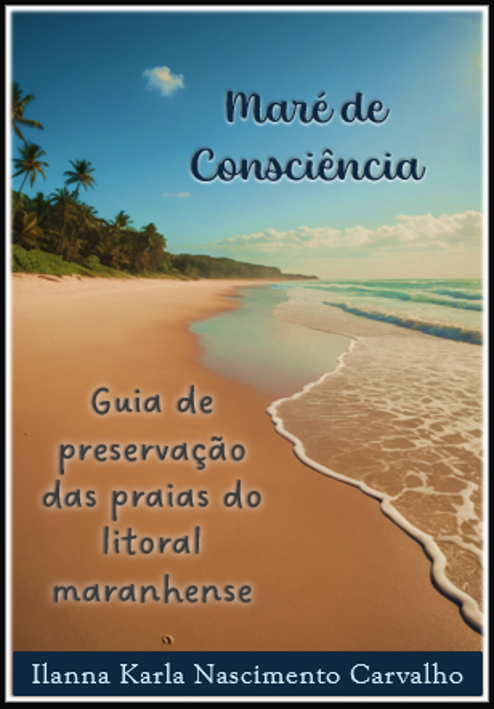 Maré de
Consciência
Guia de
preservação
das praias do
litoral
maranhense
Ilanna Karla Nascimento Carvalho